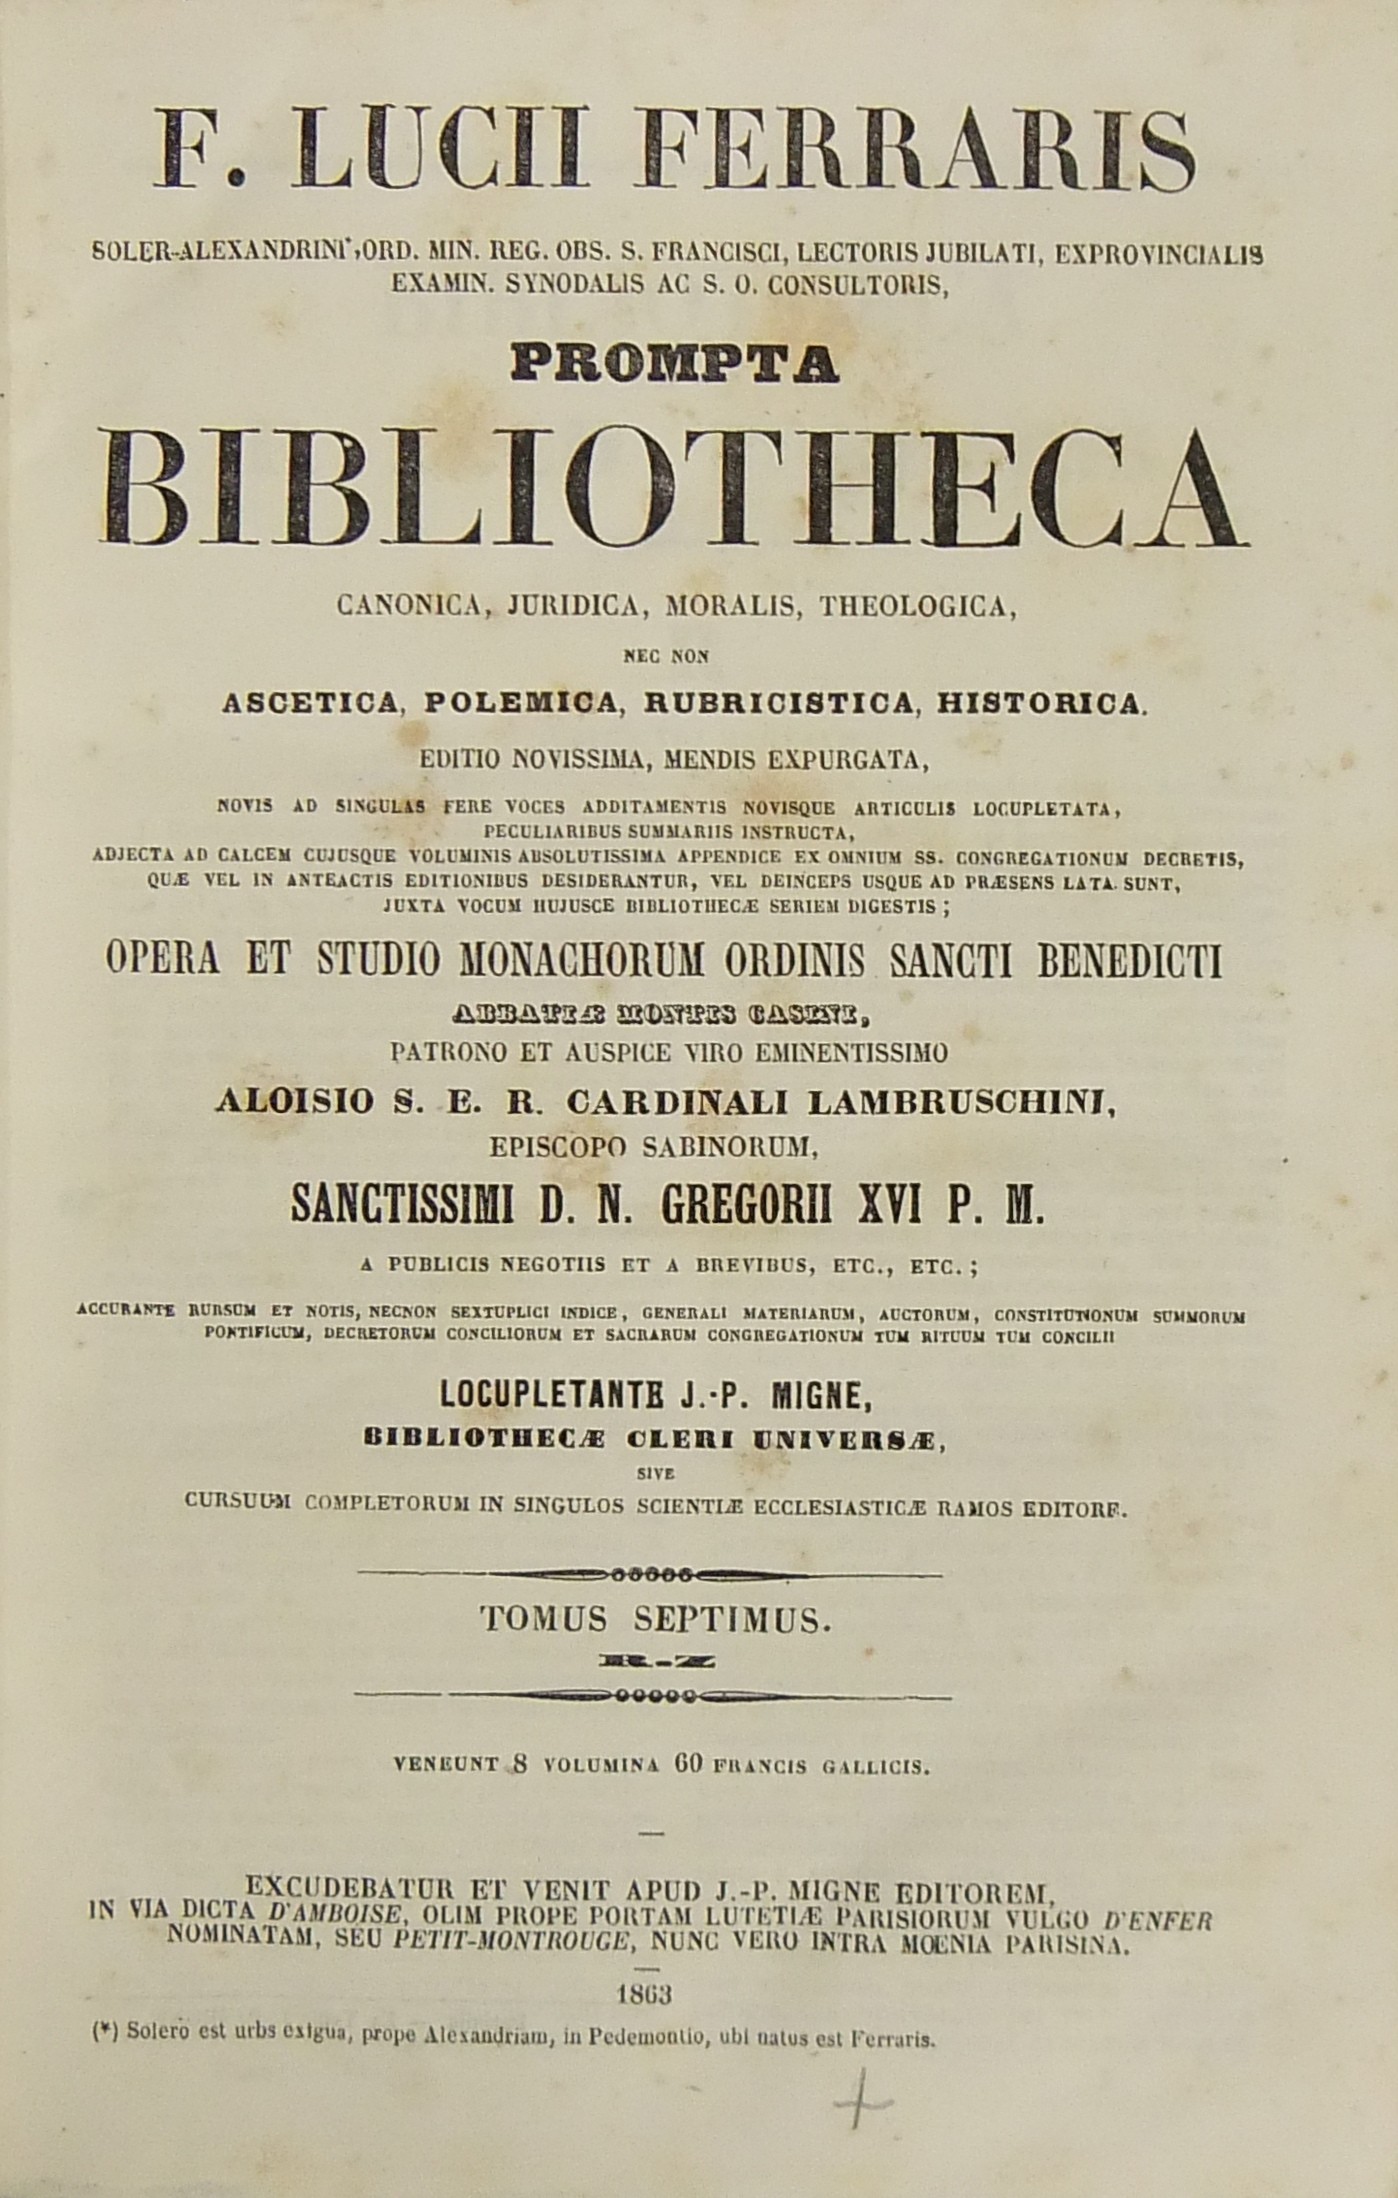 F. LUCII FERRARIS
SOLER-ALEXANDRINI*, ORD. MIN. REG. OBS. S. FRANCISCI, LECTORIS JUBILATI, EXPROVINCIALIS
EXAMIN. SYNODALIS AC S. O. CONSULTORIS,
PROMPTA
BIBLIOTHECA
CANONICA, JURIDICA, MORALIS, THEOLOGICA,
NEC NON
ASCETICA, POLEMICA, RUBRICISTICA, HISTORICA.
EDITIO NOVISSIMA, MENDIS EXPURGATA,
NOVIS AD SINGULAS FERE VOCES ADDITAMENTIS NOVISQUE ARTICULIS LOCUPLETATA,
PECULIARIBUS SUMMARIIS INSTRUCTA,
ADJECTA AD CALCEM CUJUSQUE VOLUMINIS ABSOLUTISSIMA APPENDICE EX OMNIUM SS. CONGREGATIONUM DECRETIS,
QUÆ VEL IN ANTEACTIS EDITIONIBUS DESIDERANTUR, VEL DEINCEPS USQUE AD PRÆSENS LATA. SUNT,
JUXTA VOCUM HUJUSCE BIBLIOTHECÆ SERIEM DIGESTIS ;
OPERA ET STUDIO MONACHORUM ORDINIS SANCTI BENEDICTI
ABBATIÆ MONTIS CASINI,
PATRONO ET AUSPICE VIRO EMINENTISSIMO
ALOISIO S. E. R. CARDINALI LAMBRUSCHINI,
EPISCOPO SABINORUM,
SANCTISSIMI D. N. GREGORII XVI P. M.
A PUBLICIS NEGOTIIS ET A BREVIBUS, ETC., ETC. ;
ACCURANTE RURSUM ET NOTIS, NECNON SEXTUPLICI INDICE, GENERALI MATERIARUM, AUCTORUM, CONSTITUTIONUM SUMMORUM
PONTIFICUM, DECRETORUM CONCILIORUM ET SACRARUM CONGREGATIONUM TUM RITUUM TUM CONCILII
LOCUPLETANTE J.-P. MIGNE,
BIBLIOTHECÆ CLERI UNIVERSÆ,
SIVE
CURSUUM COMPLETORUM IN SINGULOS SCIENTIÆ ECCLESIASTICÆ RAMOS EDITORE.
TOMUS SEPTIMUS.
R-Z
VENEUNT 8 VOLUMINA 60 FRANCIS GALLICIS.
EXCUDEBATUR ET VENIT APUD J.-P. MIGNE EDITOREM,
IN VIA DICTA D'AMBOISE, OLIM PROPE PORTAM LUTETIÆ PARISIORUM VULGO D'ENFER
NOMINATAM, SEU PETIT-MONTROUGE, NUNC VERO INTRA MOENIA PARISINA.
1863
(*) Solero est urbs exigua, prope Alexandriam, in Pedemontio, ubi natus est Ferraris.